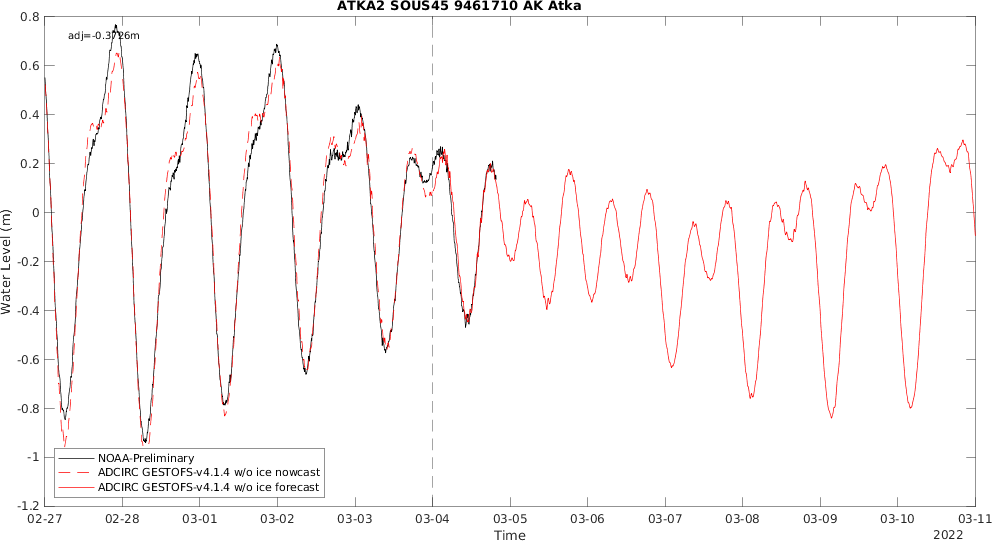 ATKA2 SOUS45 9461710 AK Atka
adj=-0.3726m
Water Level (m)
0.8
0.6
0.4
0.2
0
-0.2
-0.4
-0.6
-0.8
-1
-1.2
NOAA-Preliminary
ADCIRC GESTOFS-v4.1.4 w/o ice nowcast
ADCIRC GESTOFS-v4.1.4 w/o ice forecast
02-27 02-28 03-01 03-02 03-03 03-04 03-05 03-06 03-07 03-08 03-09 03-10 03-11
Time
2022